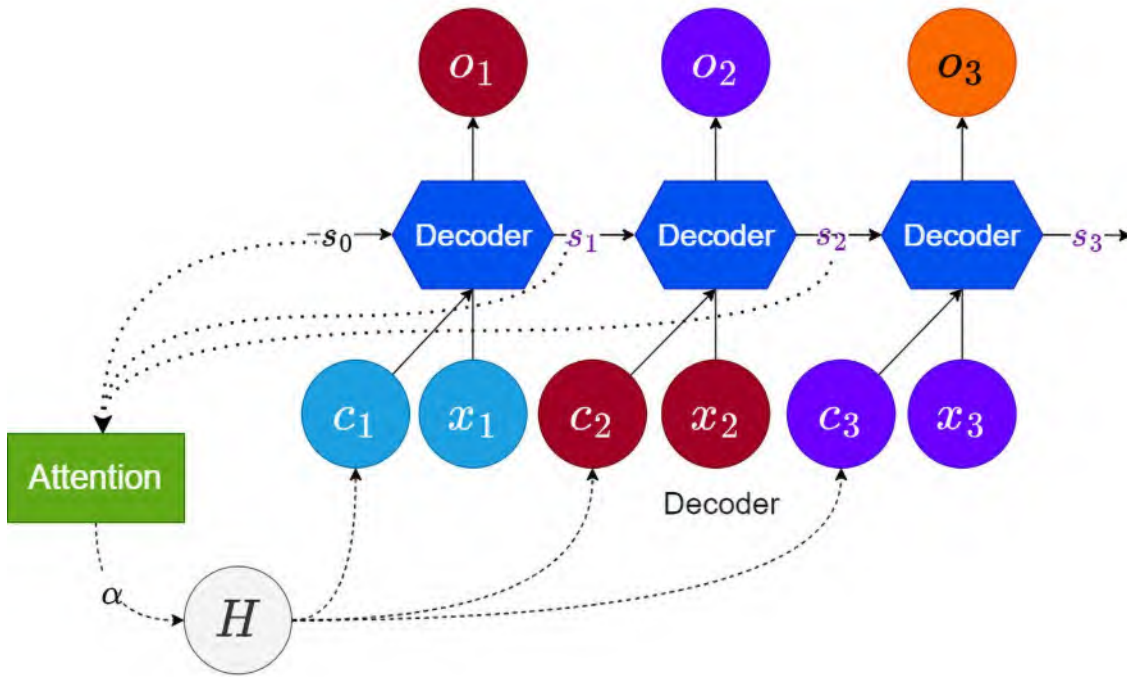 o₁ o₂ o₃
s₀ Decoder s₁ Decoder s₂ Decoder s₃
c₁ x₁ c₂ x₂ c₃ x₃
Attention
Decoder
α
H